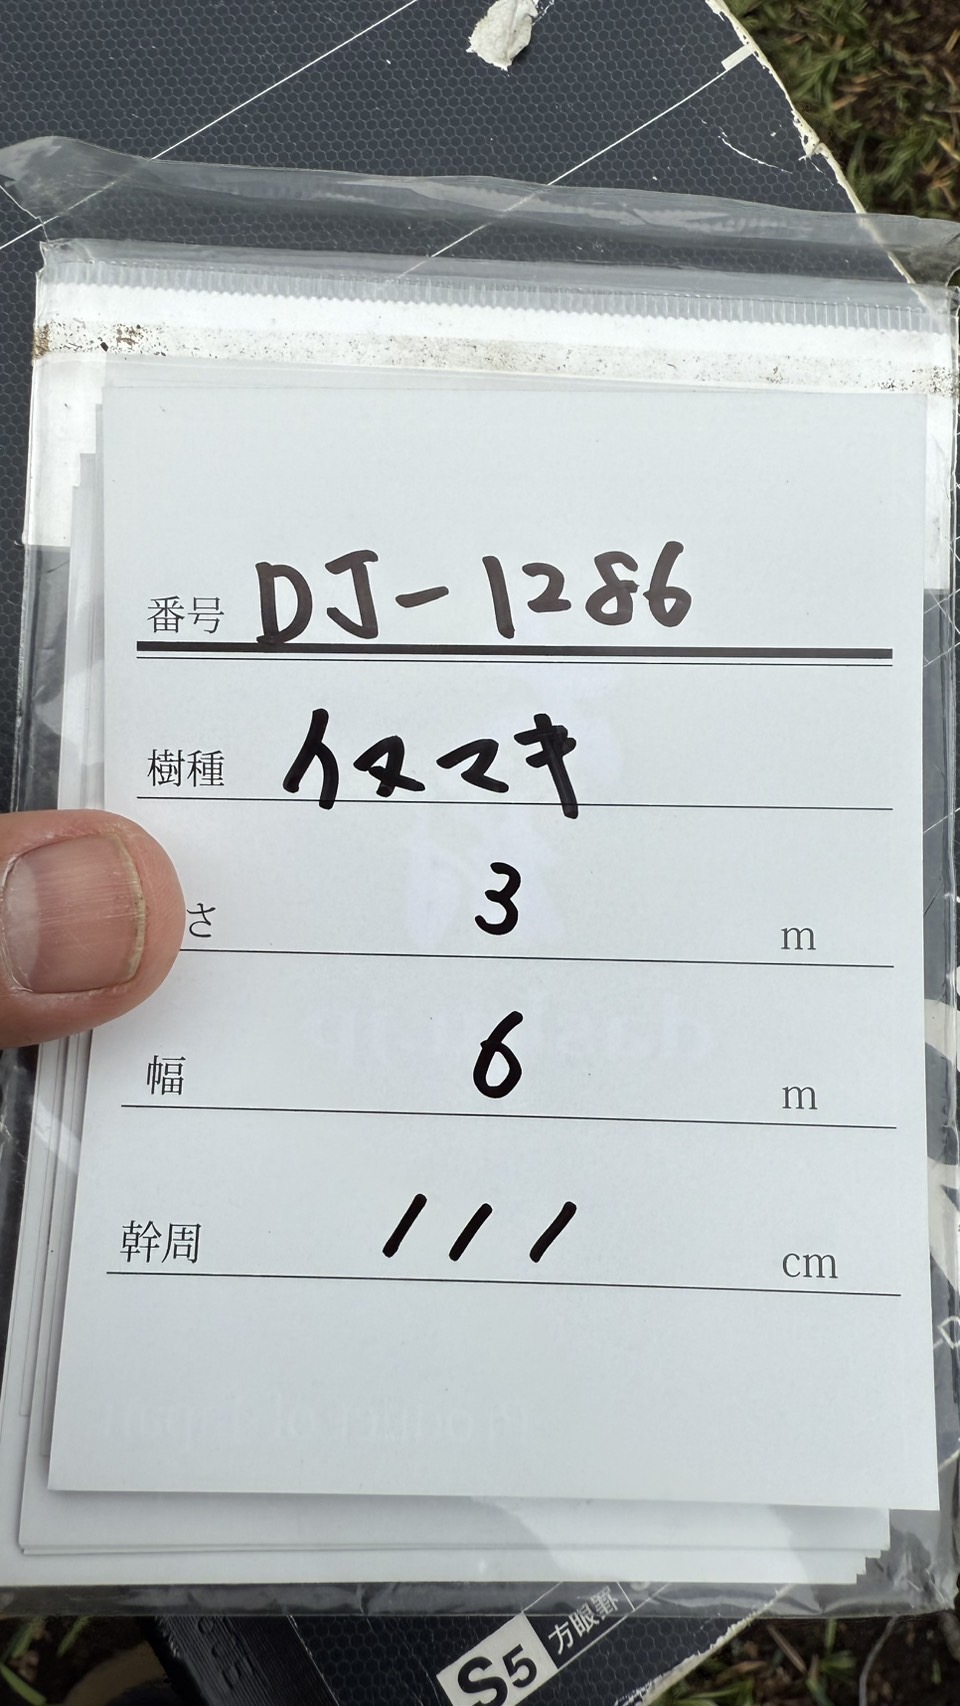 番号 DJ-1286
樹種 イヌマキ
さ 3 m
幅 6 m
幹周 111 cm
S5 方眼罫